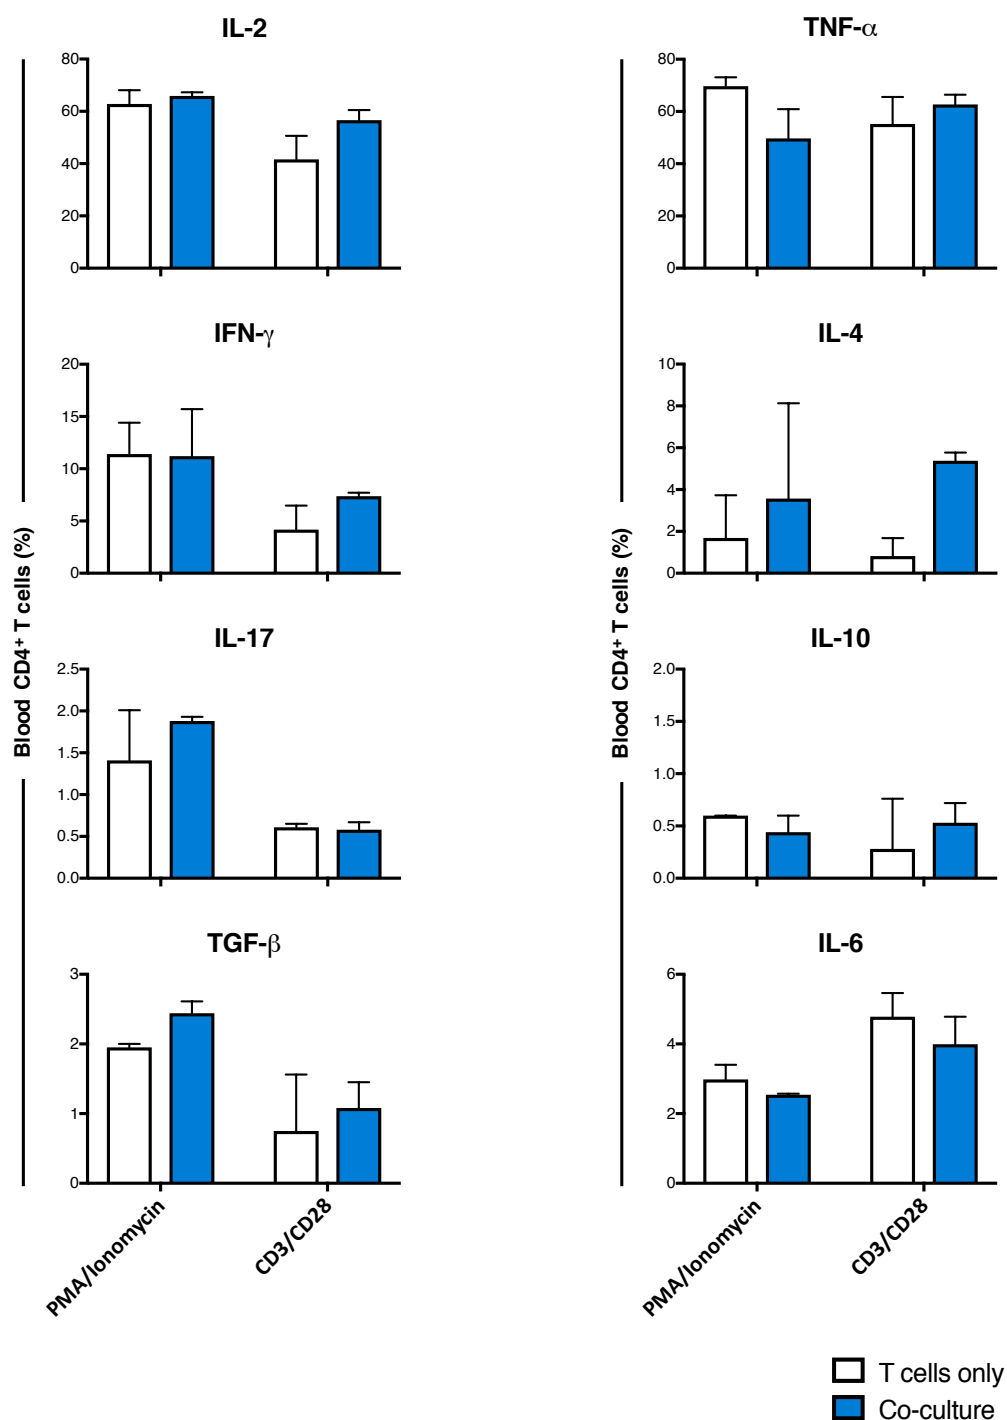 IL-2
80
60
40
20
0
TNF-α
80
60
40
20
0
IFN-γ
20
15
10
5
0
IL-4
10
8
6
4
2
0
Blood CD4+ T cells (%)
Blood CD4+ T cells (%)
IL-17
2.5
2.0
1.5
1.0
0.5
0.0
IL-10
2.0
1.5
1.0
0.5
0.0
TGF-β
3
2
1
0
IL-6
6
4
2
0
PMA/Ionomycin
CD3/CD28
PMA/Ionomycin
CD3/CD28
T cells only
Co-culture